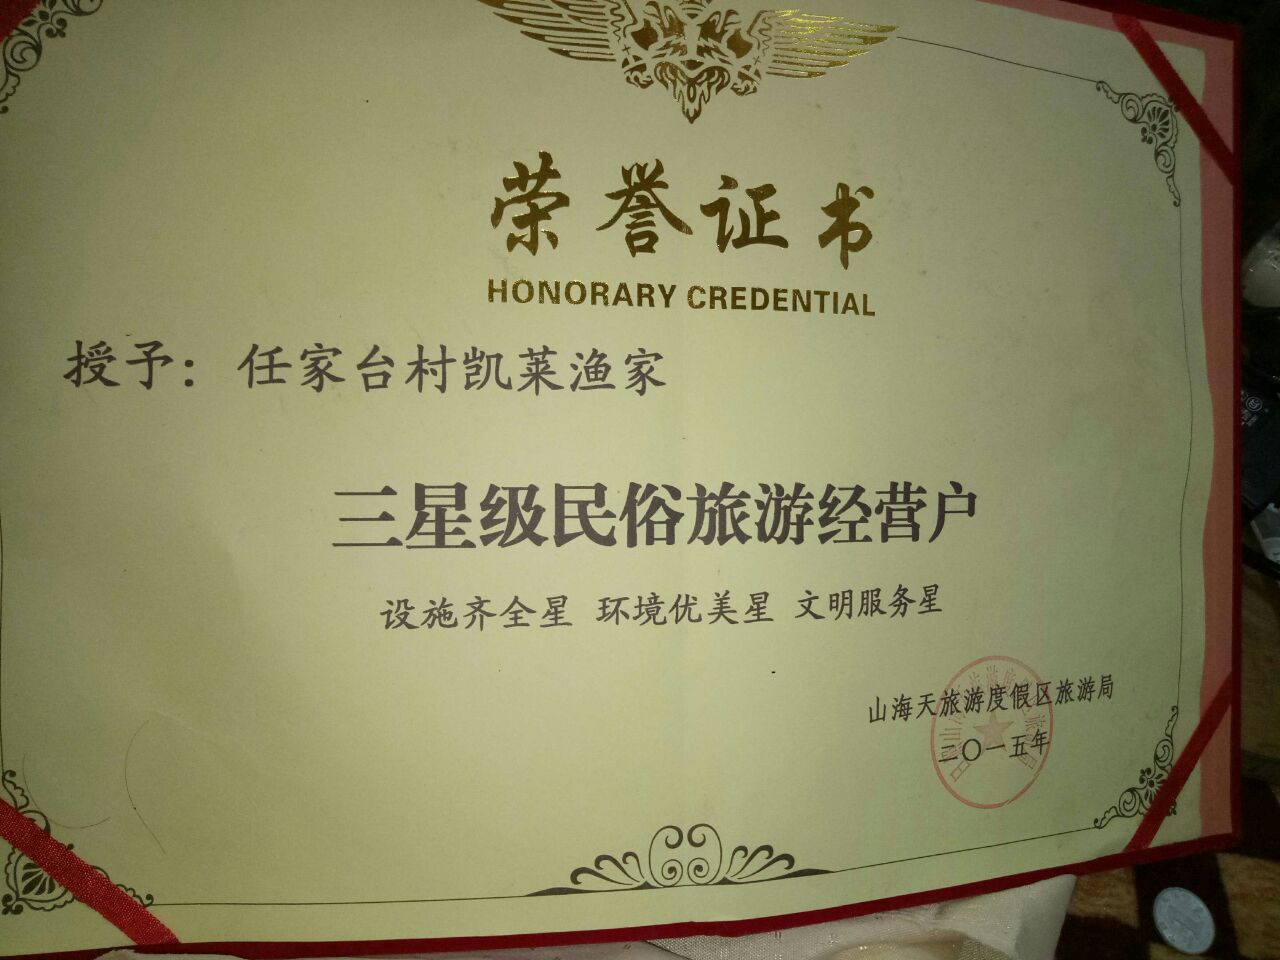 荣誉证书
HONORARY CREDENTIAL
授予：任家台村凯莱渔家
三星级民俗旅游经营户
设施齐全星 环境优美星 文明服务星
山海天旅游度假区旅游局
二〇一五年